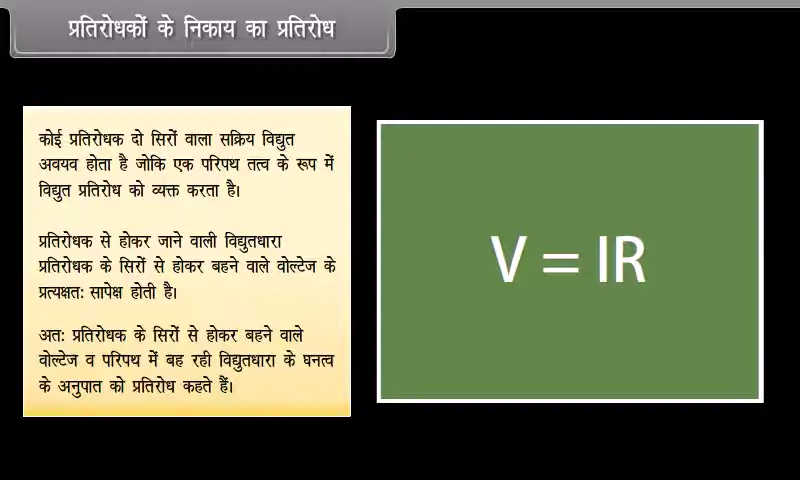 प्रतिरोधकों के निकाय का प्रतिरोध
कोई प्रतिरोधक दो सिरों वाला सक्रिय विद्युत
अवयव होता है जोकि एक परिपथ तत्व के रूप में
विद्युत प्रतिरोध को व्यक्त करता है।
प्रतिरोधक से होकर जाने वाली विद्युतधारा
प्रतिरोधक के सिरों से होकर बहने वाले वोल्टेज के
प्रत्यक्षतः सापेक्ष होती है।
अतः प्रतिरोधक के सिरों से होकर बहने वाले
वोल्टेज व परिपथ में बह रही विद्युतधारा के घनत्व
के अनुपात को प्रतिरोध कहते हैं।
V = IR